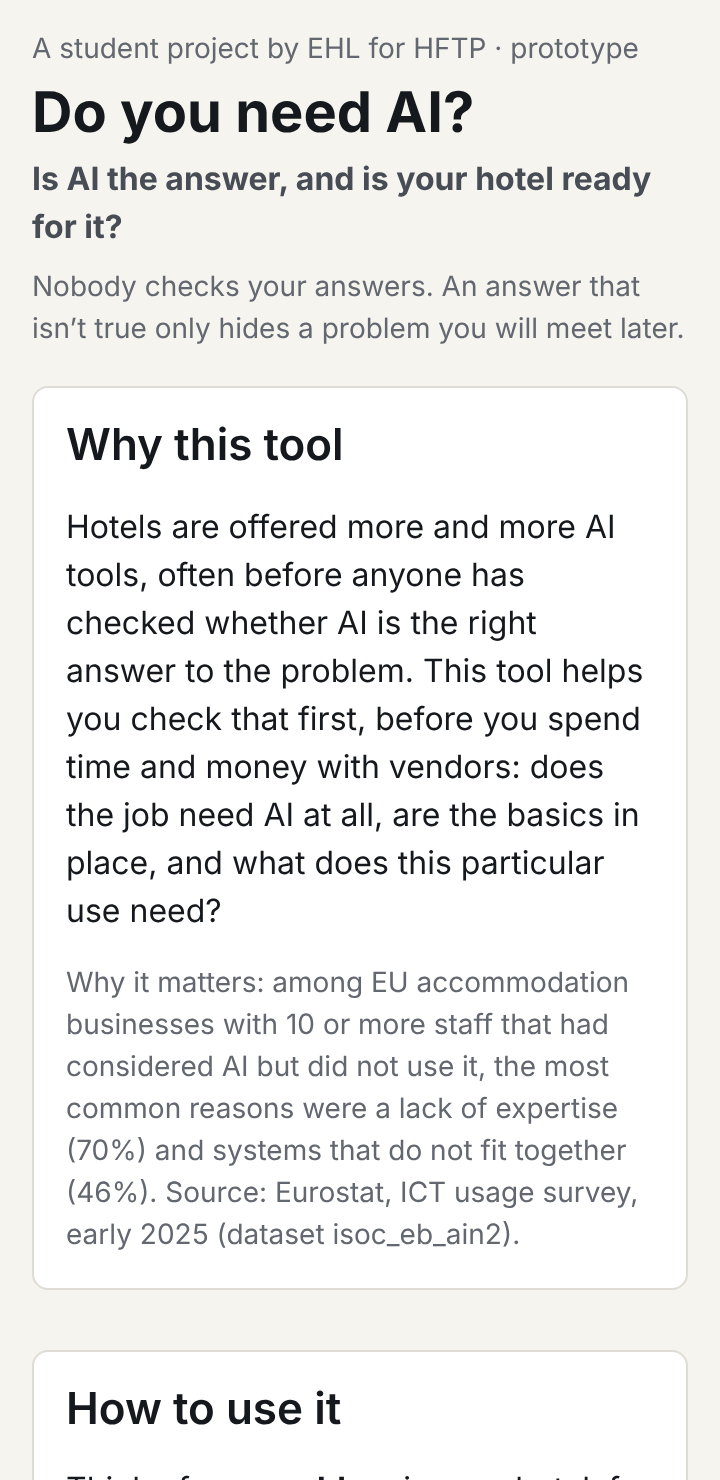 A student project by EHL for HFTP · prototype
Do you need AI?
Is AI the answer, and is your hotel ready
for it?
Nobody checks your answers. An answer that
isn’t true only hides a problem you will meet later.
Why this tool
Hotels are offered more and more AI
tools, often before anyone has
checked whether AI is the right
answer to the problem. This tool helps
you check that first, before you spend
time and money with vendors: does
the job need AI at all, are the basics in
place, and what does this particular
use need?
Why it matters: among EU accommodation
businesses with 10 or more staff that had
considered AI but did not use it, the most
common reasons were a lack of expertise
(70%) and systems that do not fit together
(46%). Source: Eurostat, ICT usage survey,
early 2025 (dataset isoc_eb_ain2).
How to use it